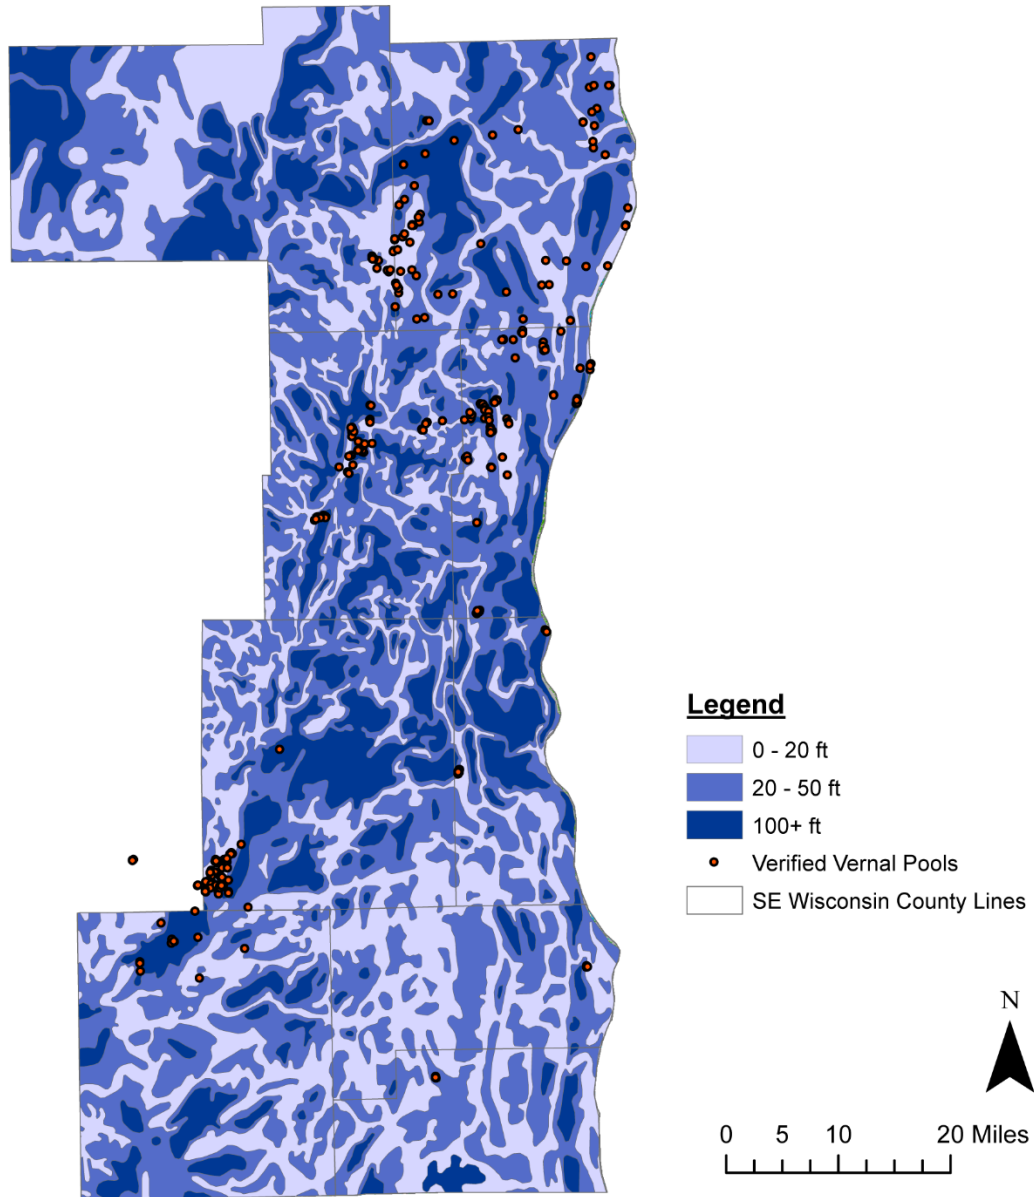 Legend
0 - 20 ft
20 - 50 ft
100+ ft
Verified Vernal Pools
SE Wisconsin County Lines
N
0 5 10 20 Miles